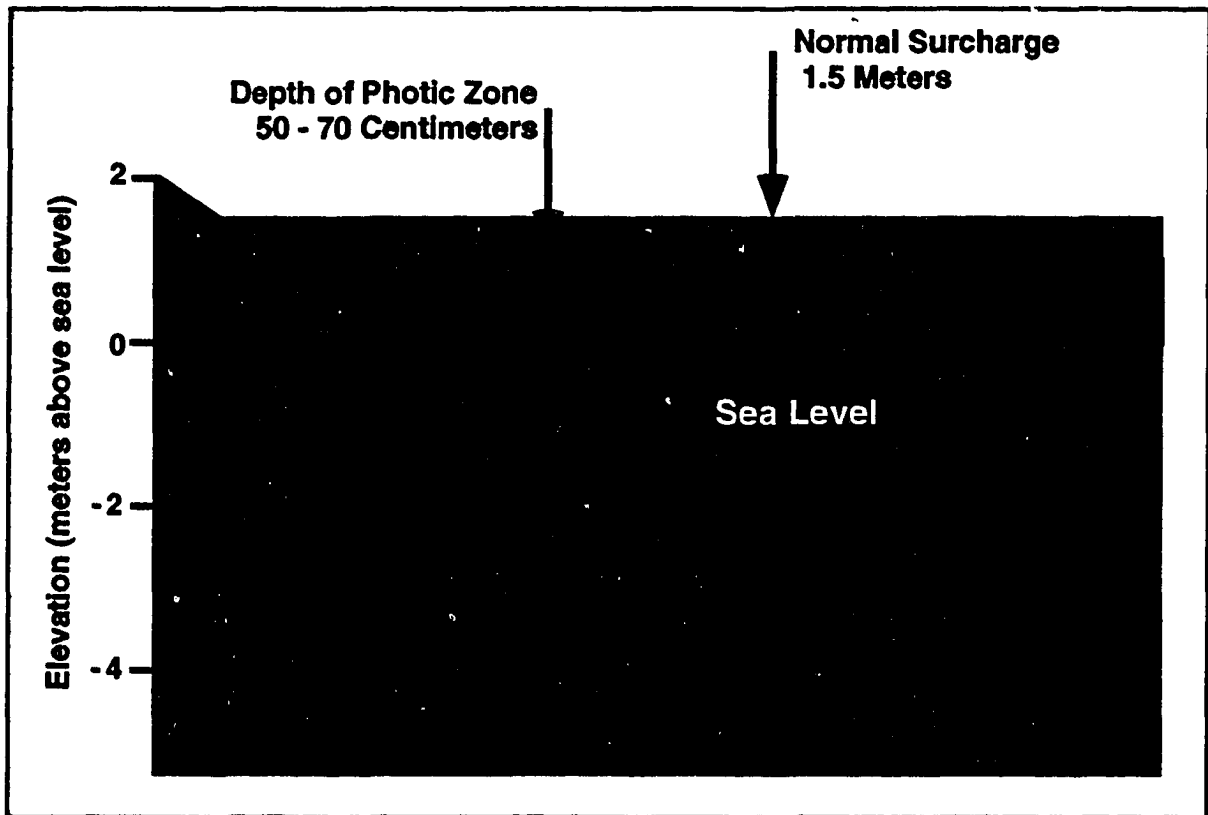 Normal Surcharge
1.5 Meters
Depth of Photic Zone
50 - 70 Centimeters
Elevation (meters above sea level)
2
0
-2
-4
Sea Level